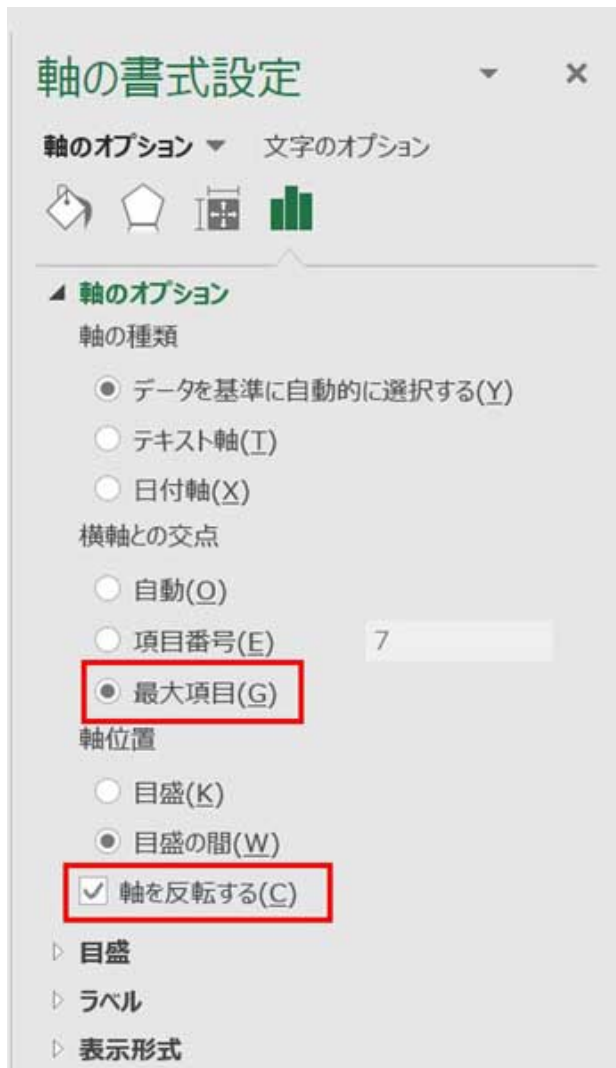 軸の書式設定
軸のオプション 文字のオプション
軸のオプション
軸の種類
データを基準に自動的に選択する(Y)
テキスト軸(T)
日付軸(X)
横軸との交点
自動(O)
項目番号(E) 7
最大項目(G)
軸位置
目盛(K)
目盛の間(W)
軸を反転する(C)
目盛
ラベル
表示形式